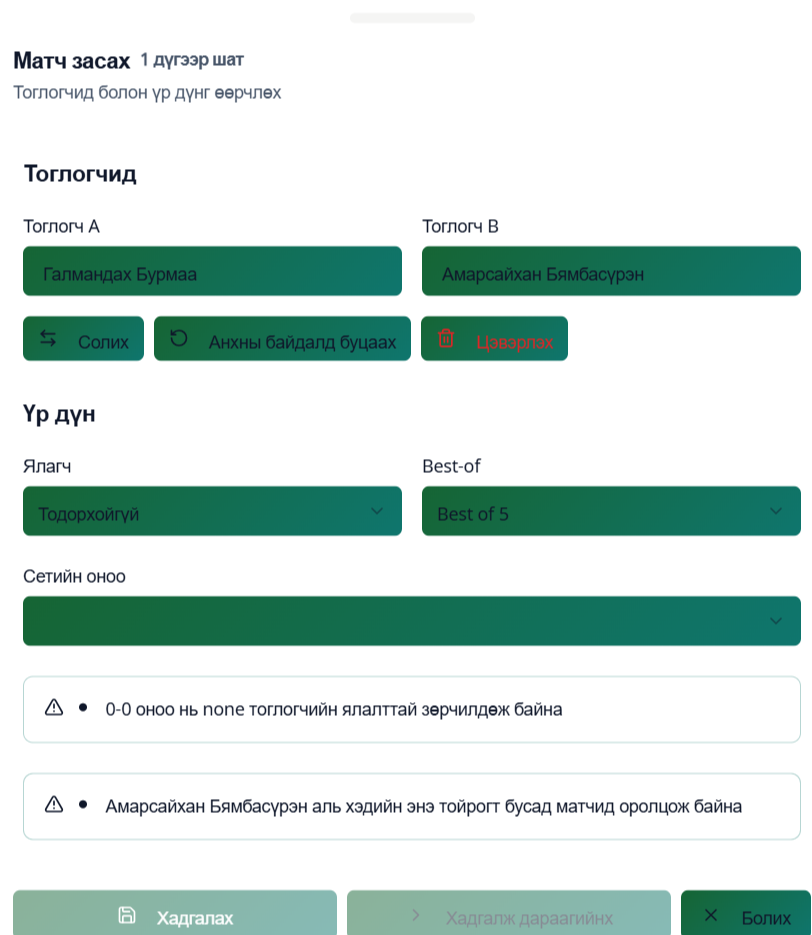 Матч засах 1 дүгээр шат
Тоглогчид болон үр дүнг өөрчлөх
Тоглогчид
Тоглогч A Тоглогч B
Галмандах Бурмаа Амарсайхан Бямбасүрэн
Солих Анхны байдалд буцаах Цэвэрлэх
Үр дүн
Ялагч Best-of
Тодорхойгүй Best of 5
Сетийн оноо
0-0 оноо нь none тоглогчийн ялалттай зөрчилдөж байна
Амарсайхан Бямбасүрэн аль хэдийн энэ тойрогт бусад матчид оролцож байна
Хадгалах Хадгалж дараагийнх Болих